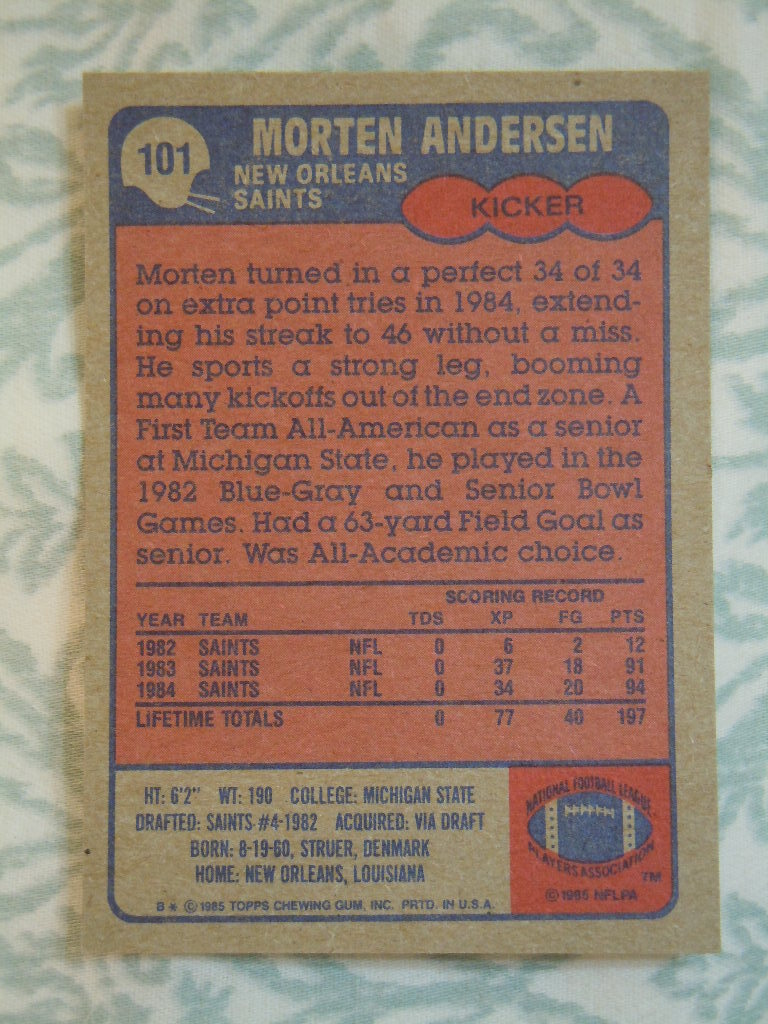 101
MORTEN ANDERSEN
NEW ORLEANS
SAINTS
KICKER
Morten turned in a perfect 34 of 34
on extra point tries in 1984, extend-
ing his streak to 46 without a miss.
He sports a strong leg, booming
many kickoffs out of the end zone. A
First Team All-American as a senior
at Michigan State, he played in the
1982 Blue-Gray and Senior Bowl
Games. Had a 63-yard Field Goal as
senior. Was All-Academic choice.
SCORING RECORD
YEAR TEAM TDS XP FG PTS
1982 SAINTS NFL 0 6 2 12
1983 SAINTS NFL 0 37 18 91
1984 SAINTS NFL 0 34 20 94
LIFETIME TOTALS 0 77 40 197
HT: 6'2" WT: 190 COLLEGE: MICHIGAN STATE
DRAFTED: SAINTS #4-1982 ACQUIRED: VIA DRAFT
BORN: 8-19-60, STRUER, DENMARK
HOME: NEW ORLEANS, LOUISIANA
B * © 1985 TOPPS CHEWING GUM, INC. PRTD. IN U.S.A.
NATIONAL FOOTBALL LEAGUE
PLAYERS ASSOCIATION
TM
© 1985 NFLPA